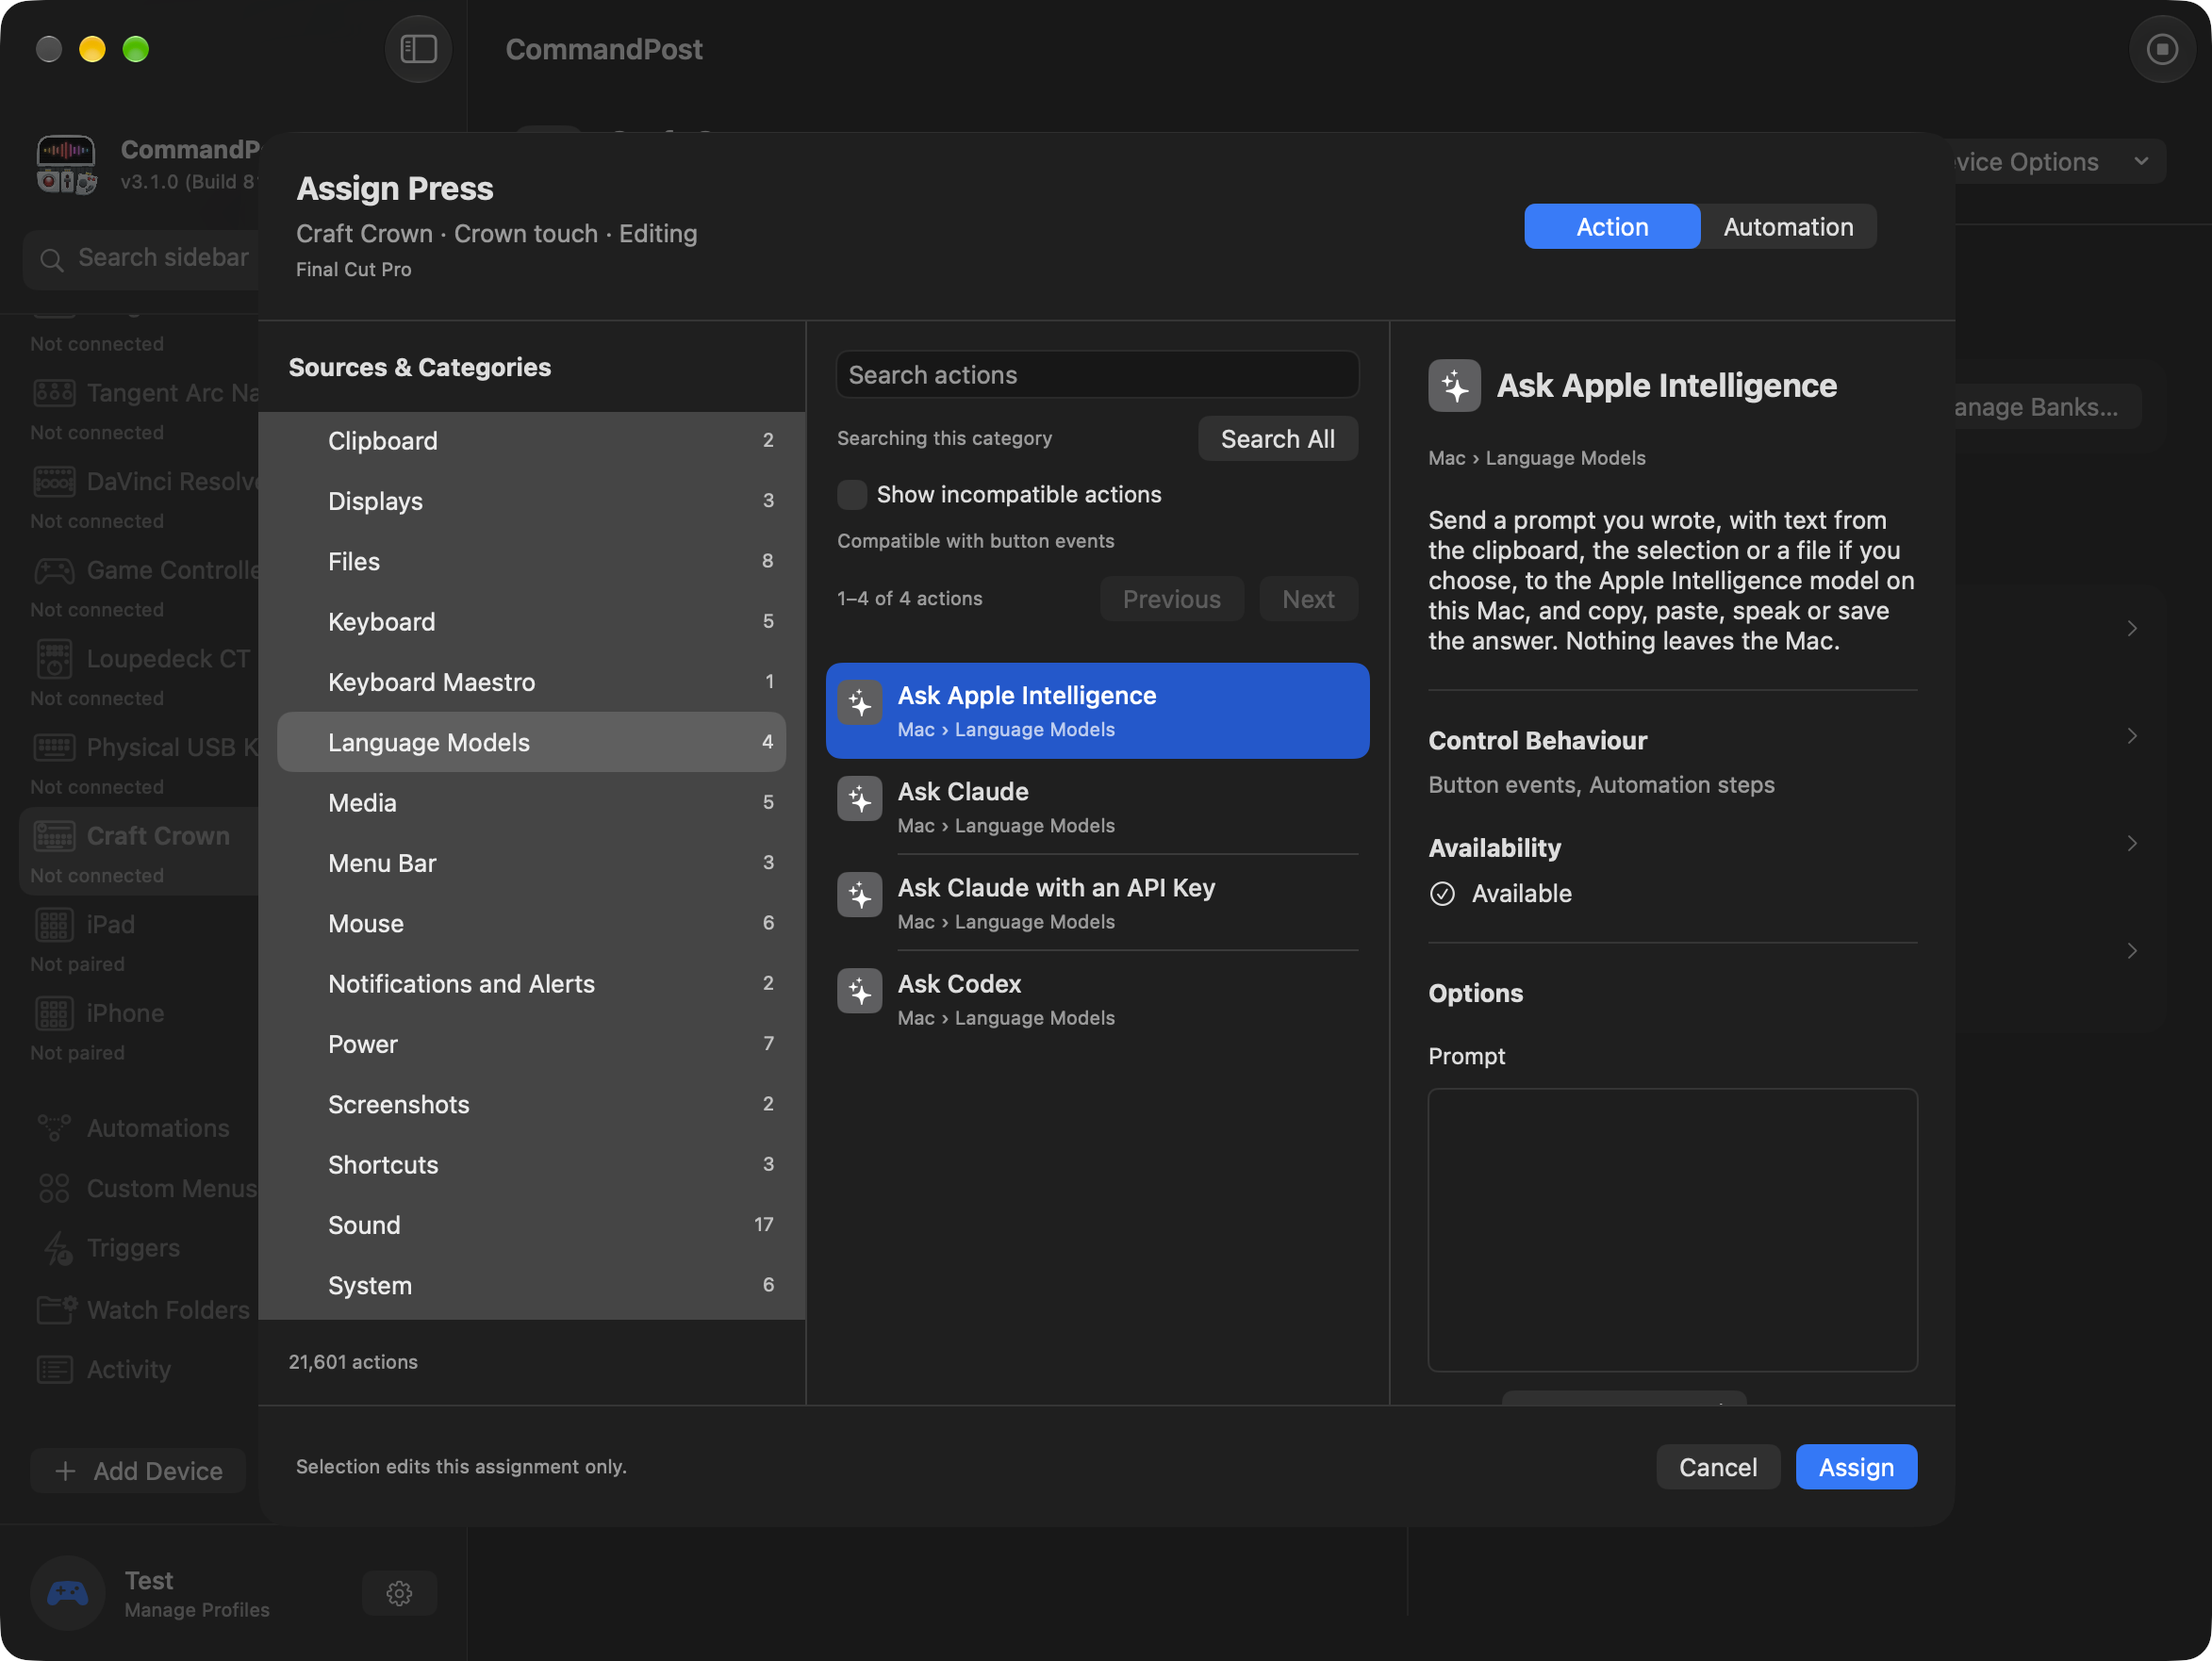 CommandPost
CommandP
v3.1.0 (Build 8
Search sidebar
Not connected
Tangent Arc Na
Not connected
DaVinci Resolve
Not connected
Game Controlle
Not connected
Loupedeck CT
Not connected
Physical USB K
Not connected
Craft Crown
Not connected
iPad
Not paired
iPhone
Not paired
Automations
Custom Menus
Triggers
Watch Folders
Activity
Add Device
Test
Manage Profiles
vice Options
anage Banks...
Assign Press
Craft Crown · Crown touch · Editing
Final Cut Pro
Action
Automation
Sources & Categories
Clipboard 2
Displays 3
Files 8
Keyboard 5
Keyboard Maestro 1
Language Models 4
Media 5
Menu Bar 3
Mouse 6
Notifications and Alerts 2
Power 7
Screenshots 2
Shortcuts 3
Sound 17
System 6
21,601 actions
Search actions
Searching this category
Search All
Show incompatible actions
Compatible with button events
1–4 of 4 actions
Previous
Next
Ask Apple Intelligence
Mac › Language Models
Ask Claude
Mac › Language Models
Ask Claude with an API Key
Mac › Language Models
Ask Codex
Mac › Language Models
Ask Apple Intelligence
Mac › Language Models
Send a prompt you wrote, with text from
the clipboard, the selection or a file if you
choose, to the Apple Intelligence model on
this Mac, and copy, paste, speak or save
the answer. Nothing leaves the Mac.
Control Behaviour
Button events, Automation steps
Availability
Available
Options
Prompt
Selection edits this assignment only.
Cancel
Assign